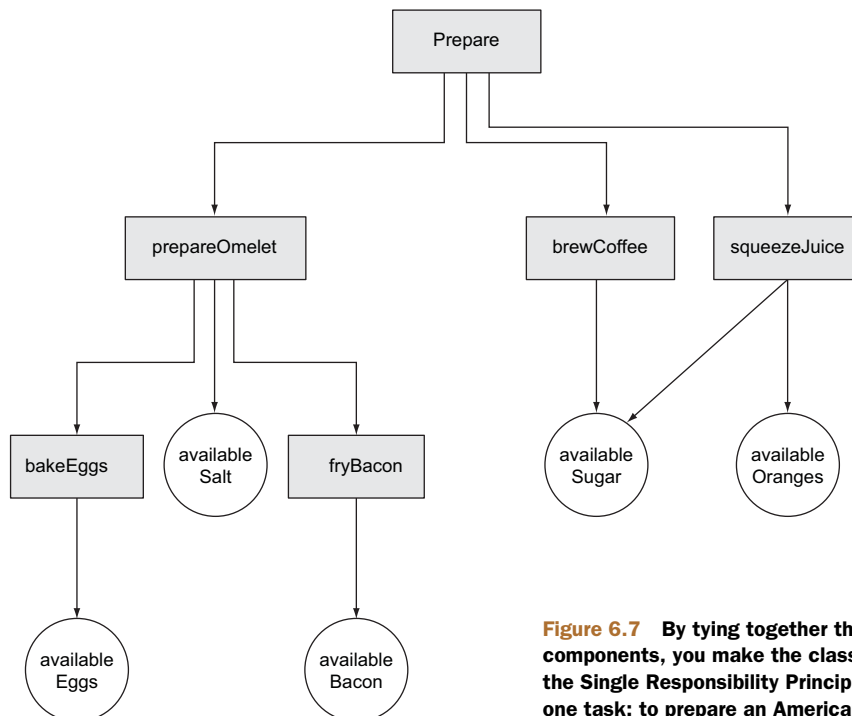 Prepare
prepareOmelet
brewCoffee
squeezeJuice
bakeEggs
available
Salt
fryBacon
available
Sugar
available
Oranges
available
Eggs
available
Bacon
Figure 6.7 By tying together th
components, you make the class
the Single Responsibility Princip
one task: to prepare an America